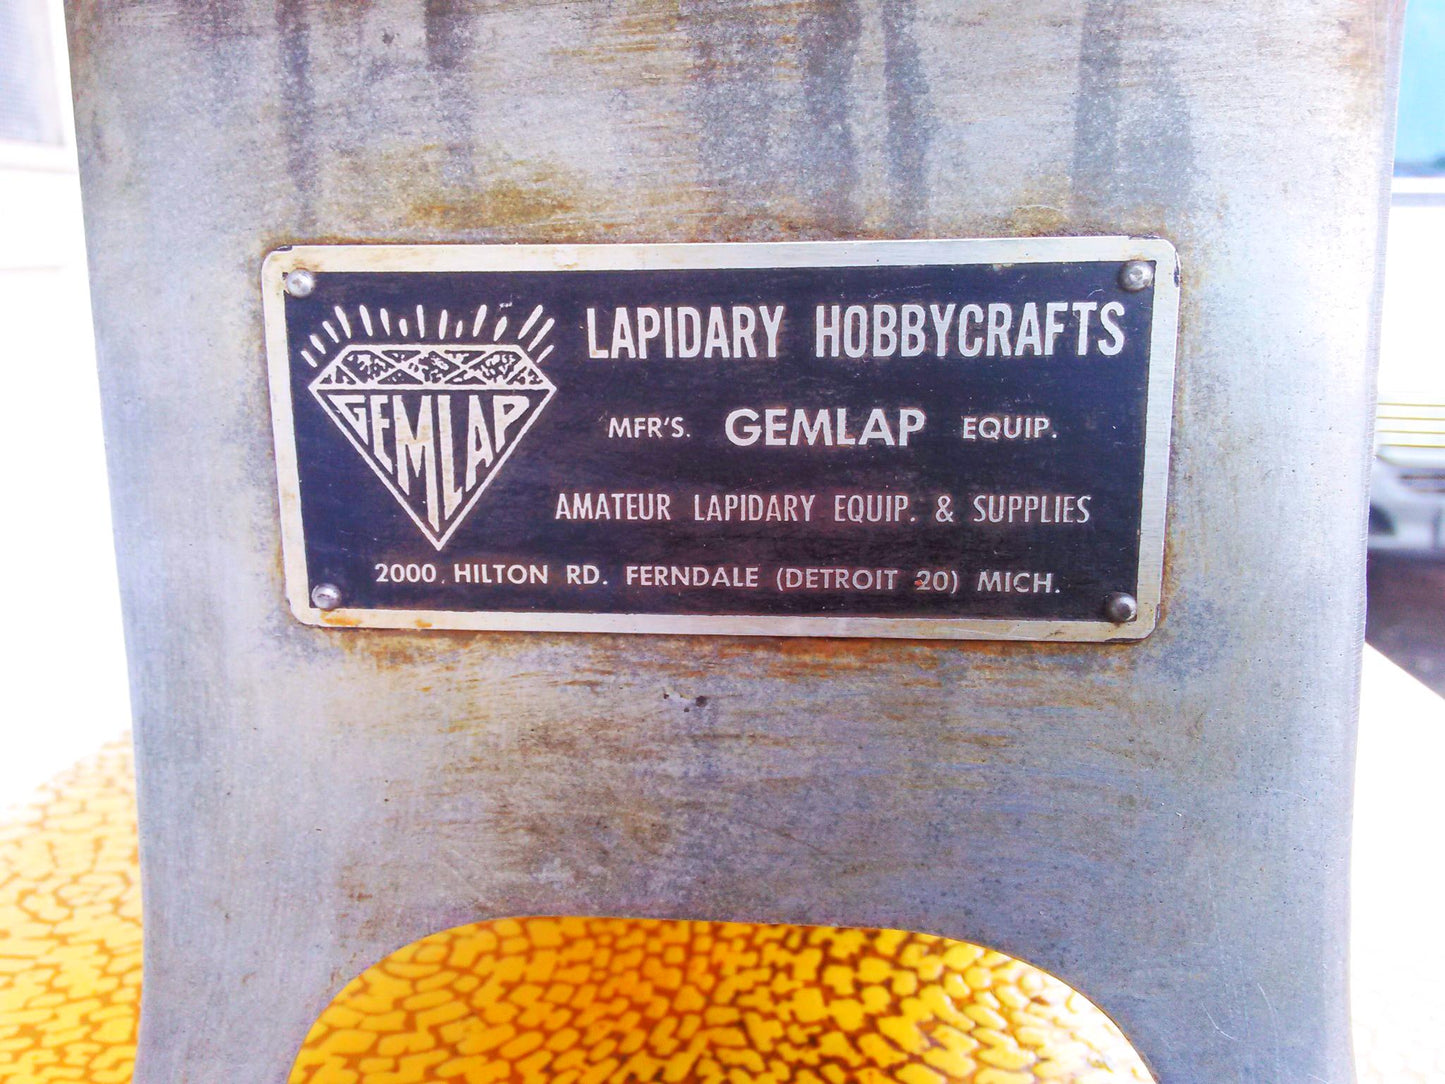 LAPIDARY HOBBYCRAFTS
GEMLAP
MFR'S. GEMLAP EQUIP.
AMATEUR LAPIDARY EQUIP. & SUPPLIES
2000 HILTON RD. FERNDALE (DETROIT 20) MICH.